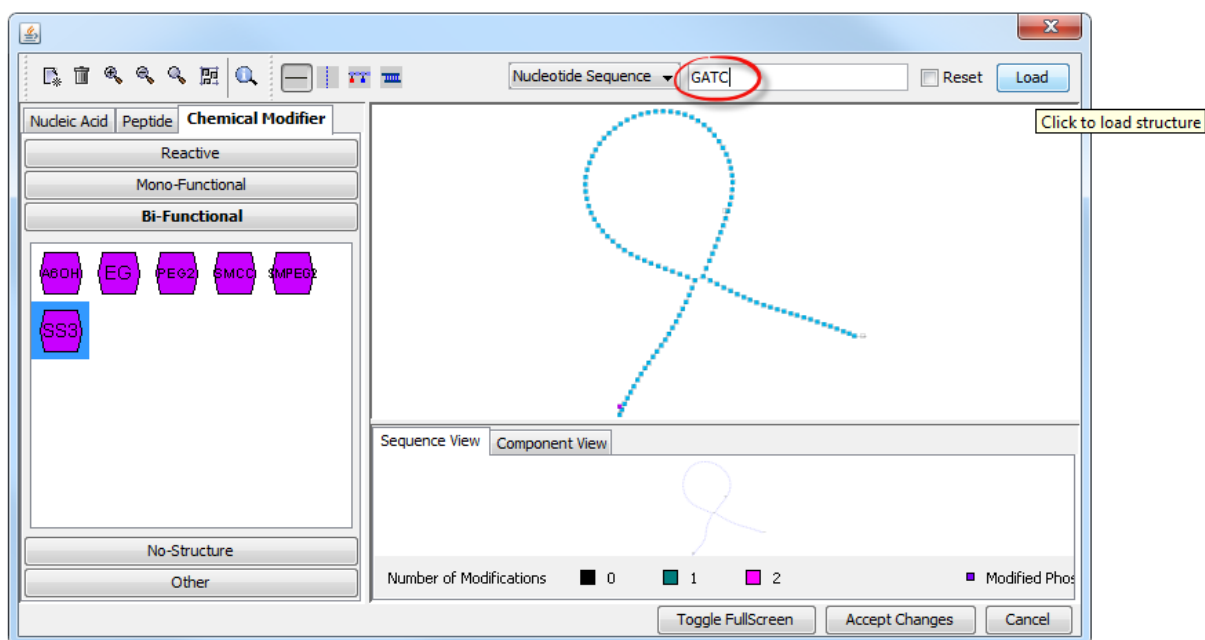 Nucleotide Sequence GATC Reset Load
Click to load structure
Nucleic Acid Peptide Chemical Modifier
Reactive
Mono-Functional
Bi-Functional
A6OH EG PEG2 SMCC SMPEG2
SS3
No-Structure
Other
Sequence View Component View
Number of Modifications 0 1 2 Modified Phos
Toggle FullScreen Accept Changes Cancel